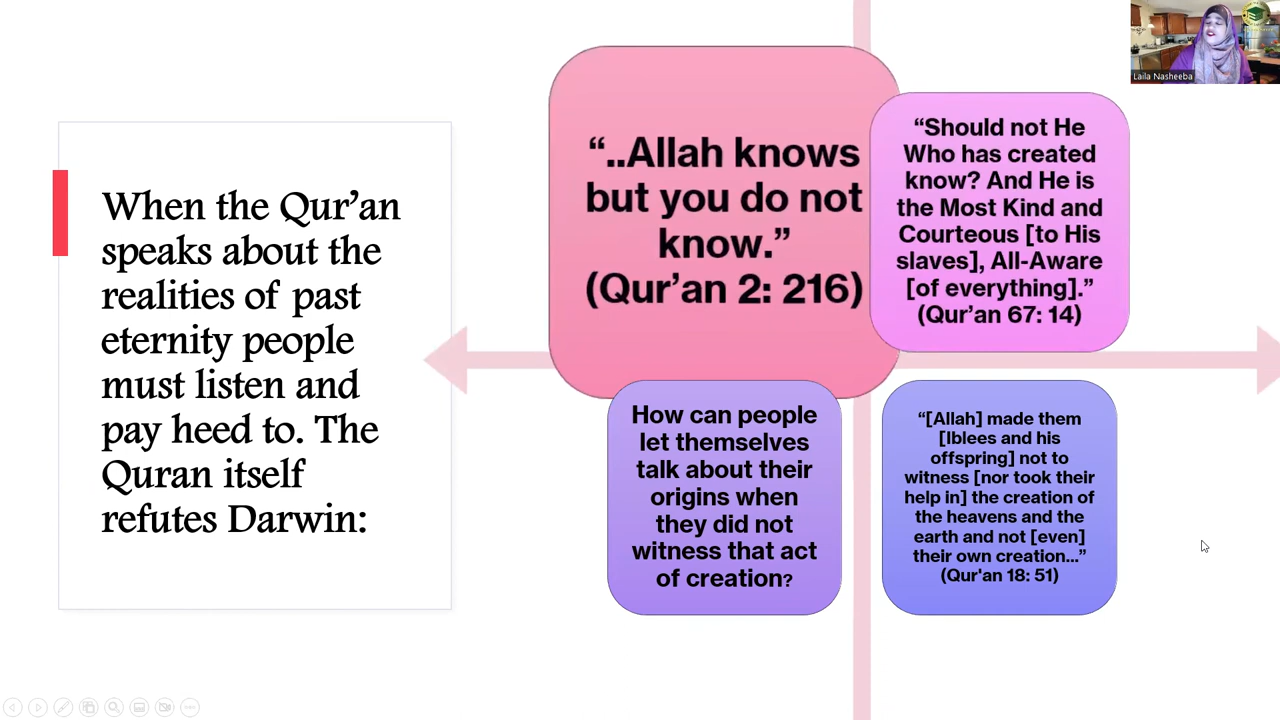 When the Qur’an
speaks about the
realities of past
eternity people
must listen and
pay heed to. The
Quran itself
refutes Darwin:
“..Allah knows
but you do not
know.”
(Qur’an 2: 216)
“Should not He
Who has created
know? And He is
the Most Kind and
Courteous [to His
slaves], All-Aware
[of everything].”
(Qur’an 67: 14)
How can people
let themselves
talk about their
origins when
they did not
witness that act
of creation?
“[Allah] made them
[Iblees and his
offspring] not to
witness [nor took their
help in] the creation of
the heavens and the
earth and not [even]
their own creation...”
(Qur'an 18: 51)
Laila Nasheeba